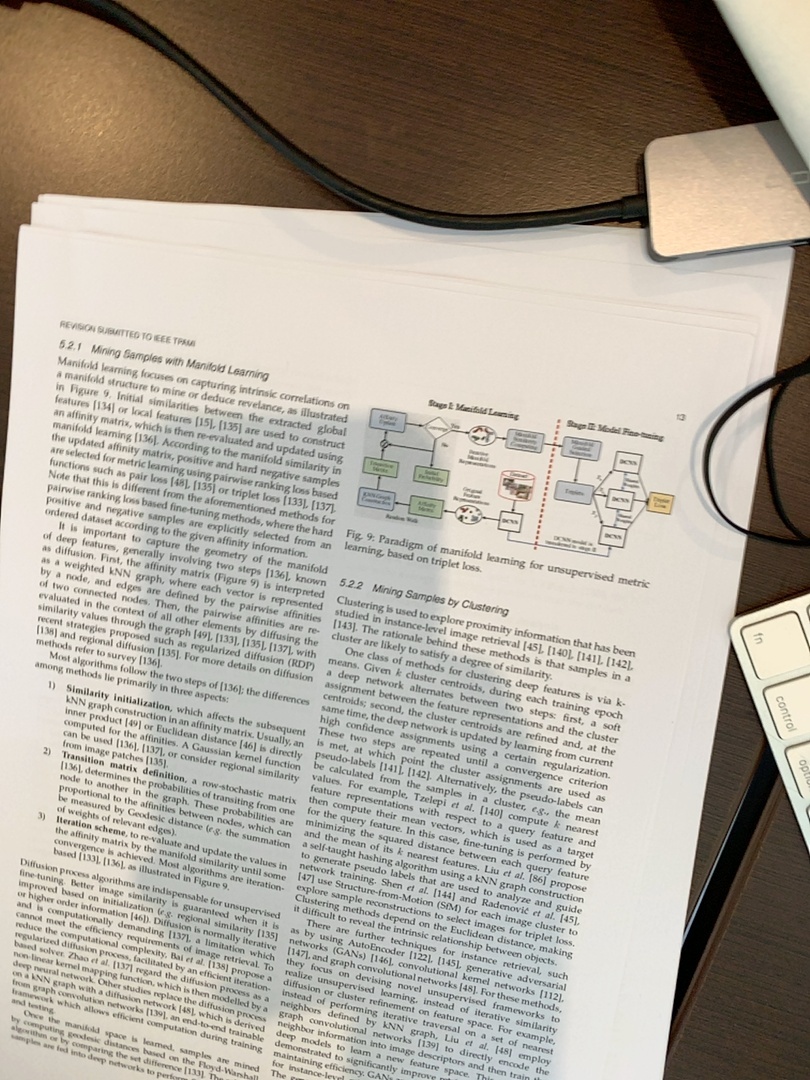 REVISION SUBMITTED TO IEEE TPAMI
13
5.2.1 Mining Samples with Manifold Learning
Manifold learning focuses on capturing intrinsic correlations on
a manifold structure to mine or deduce revelance, as illustrated
in Figure 9. Initial similarities between the extracted global
features [134] or local features [15], [135] are used to construct
an affinity matrix, which is then re-evaluated and updated using
manifold learning [136]. According to the manifold similarity in
the updated affinity matrix, positive and hard negative samples
are selected for metric learning using pairwise ranking loss based
functions such as pair loss [48], [135] or triplet loss [133], [137].
Note that this is different from the aforementioned methods for
pairwise ranking loss based fine-tuning methods, where the hard
positive and negative samples are explicitly selected from an
ordered dataset according to the given affinity information.
It is important to capture the geometry of the manifold
of deep features, generally involving two steps [136], known
as diffusion. First, the affinity matrix (Figure 9) is interpreted
as a weighted kNN graph, where each vector is represented
by a node, and edges are defined by the pairwise affinities
of two connected nodes. Then, the pairwise affinities are re-
evaluated in the context of all other elements by diffusing the
similarity values through the graph [49], [133], [135], [137], with
recent strategies proposed such as regularized diffusion (RDP)
[138] and regional diffusion [135]. For more details on diffusion
methods refer to survey [136].
Most algorithms follow the two steps of [136]; the differences
among methods lie primarily in three aspects:
1) Similarity initialization, which affects the subsequent
kNN graph construction in an affinity matrix. Usually, an
inner product [49] or Euclidean distance [46] is directly
computed for the affinities. A Gaussian kernel function
can be used [136], [137], or consider regional similarity
from image patches [135].
2) Transition matrix definition, a row-stochastic matrix
[136], determines the probabilities of transiting from one
node to another in the graph. These probabilities are
proportional to the affinities between nodes, which can
be measured by Geodesic distance (e.g. the summation
of weights of relevant edges).
3) Iteration scheme, to re-evaluate and update the values in
the affinity matrix by the manifold similarity until some
convergence is achieved. Most algorithms are iteration-
based [133], [136], as illustrated in Figure 9.
Diffusion process algorithms are indispensable for unsupervised
fine-tuning. Better image similarity is guaranteed when it is
improved based on initialization (e.g. regional similarity [135]
or higher order information [46]). Diffusion is normally iterative
and is computationally demanding [137], a limitation which
cannot meet the efficiency requirements of image retrieval. To
reduce the computational complexity, Bai et al. [138] propose a
regularized diffusion process, facilitated by an efficient iteration-
based solver. Zhao et al. [137] regard the diffusion process as a
non-linear kernel mapping function, which is then modelled by a
deep neural network. Other studies replace the diffusion process
on a kNN graph with a diffusion network [48], which is derived
from graph convolution networks [139], an end-to-end trainable
framework which allows efficient computation during training
and testing.
Once the manifold space is learned, samples are mined
by computing geodesic distances based on the Floyd-Warshall
algorithm or by comparing the set difference [133]. The
samples are fed into deep networks to perform
Stage I: Manifold Learning
Stage II: Model Fine-tuning
Yes
No
Original
Feature
Representations
Random Walk
DCNN
DCNN
DCNN
DCNN
DCNN model is
transferred to stage II
Fig. 9: Paradigm of manifold learning for unsupervised metric
learning, based on triplet loss.
5.2.2 Mining Samples by Clustering
Clustering is used to explore proximity information that has been
studied in instance-level image retrieval [45], [140], [141], [142],
[143]. The rationale behind these methods is that samples in a
cluster are likely to satisfy a degree of similarity.
One class of methods for clustering deep features is via k-
means. Given k cluster centroids, during each training epoch
a deep network alternates between two steps: first, a soft
assignment between the feature representations and the cluster
centroids; second, the cluster centroids are refined and, at the
same time, the deep network is updated by learning from current
high confidence assignments using a certain regularization.
These two steps are repeated until a convergence criterion
is met, at which point the cluster assignments are used as
pseudo-labels [141], [142]. Alternatively, the pseudo-labels can
be calculated from the samples in a cluster, e.g., the mean
values. For example, Tzelepi et al. [140] compute k nearest
feature representations with respect to a query feature and
then compute their mean vectors, which is used as a target
for the query feature. In this case, fine-tuning is performed by
minimizing the squared distance between each query feature
and the mean of its k nearest features. Liu et al. [86] propose
a self-taught hashing algorithm using a kNN graph construction
to generate pseudo labels that are used to analyze and guide
network training. Shen et al. [144] and Radenović et al. [45],
[47] use Structure-from-Motion (SfM) for each image cluster to
explore sample reconstructions to select images for triplet loss.
Clustering methods depend on the Euclidean distance, making
it difficult to reveal the intrinsic relationship between objects.
There are further techniques for instance retrieval, such
as by using AutoEncoder [122], [145], generative adversarial
networks (GANs) [146], convolutional kernel networks [112],
[147], and graph convolutional networks [48]. For these methods,
they focus on devising novel unsupervised frameworks to
realize unsupervised learning, instead of iterative similarity
diffusion or cluster refinement on feature space. For example,
instead of performing iterative traversal on a set of nearest
neighbors defined by kNN graph, Liu et al. [48] employ
graph convolutional networks [139] to directly encode the
neighbor information into image descriptors and then train the
deep models to learn a new feature space. This
demonstrated to significantly improve
maintaining efficiency. GANs
for instance-level
The
fn
control